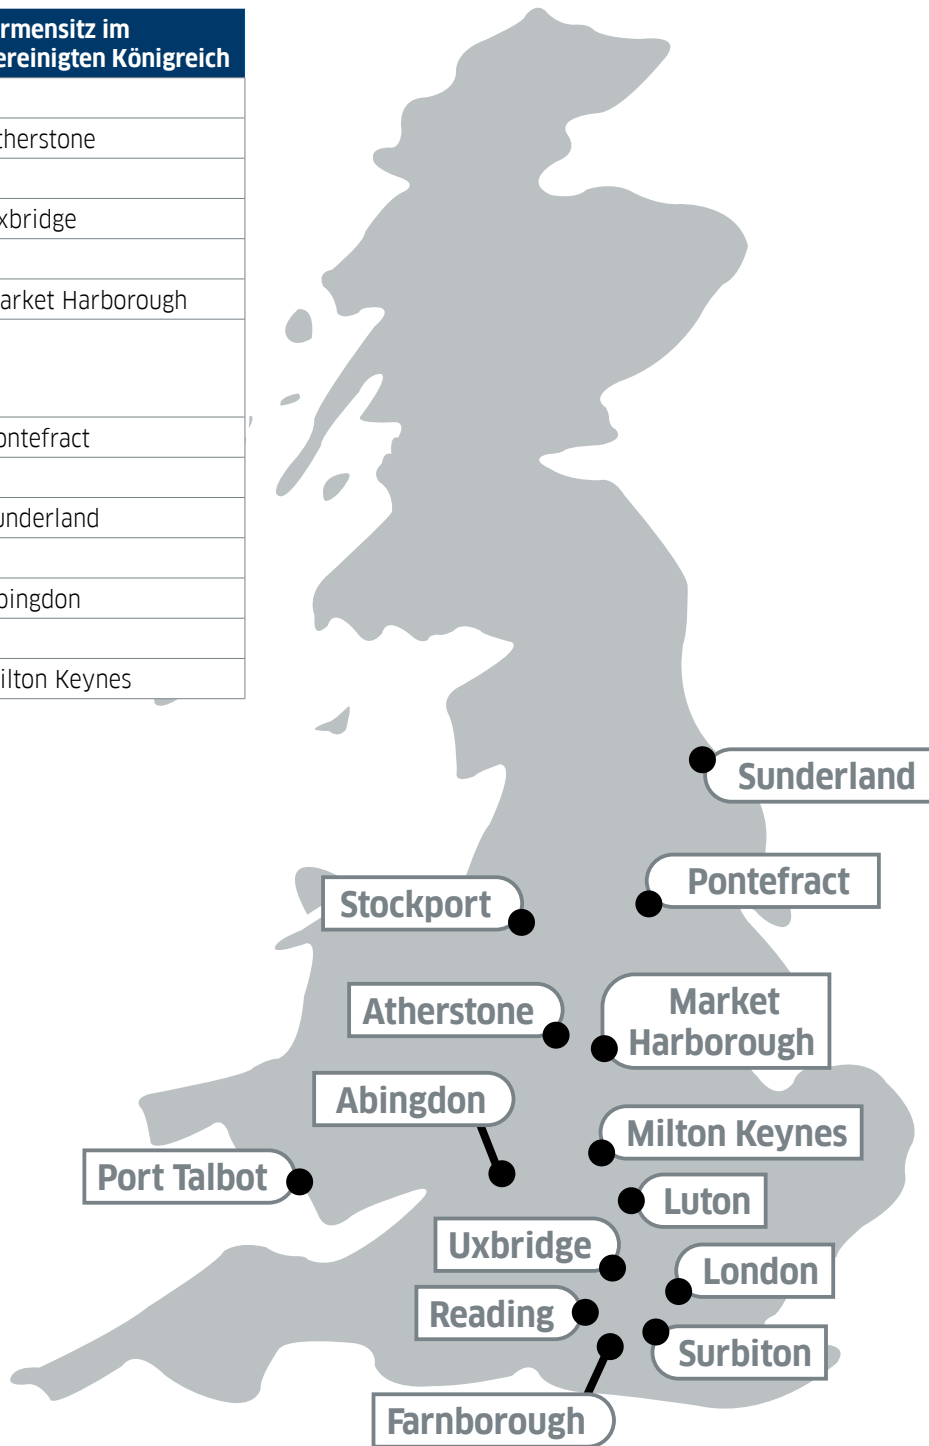 rmensitz im
ereinigten Königreich
therstone
xbridge
arket Harborough
ontefract
underland
bingdon
ilton Keynes
Sunderland
Pontefract
Stockport
Atherstone
Market
Harborough
Abingdon
Milton Keynes
Port Talbot
Luton
Uxbridge
London
Reading
Surbiton
Farnborough